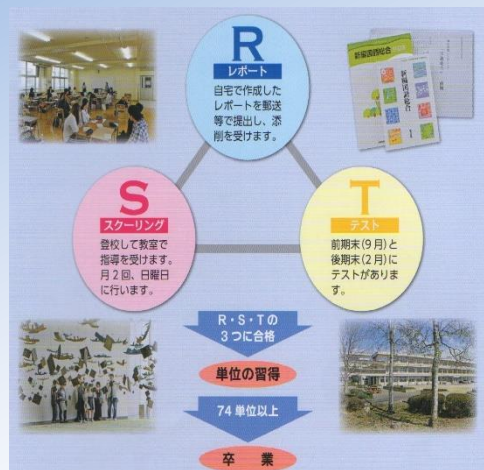 R
レポート
自宅で作成した
レポートを郵送
等で提出し、添
削を受けます。
S
スクーリング
登校して教室で
指導を受けます。
月2回、日曜日
に行います。
T
テスト
前期末(9月)と
後期末(2月)に
テストがありま
す。
R・S・Tの
3つに合格
単位の習得
74単位以上
卒　業